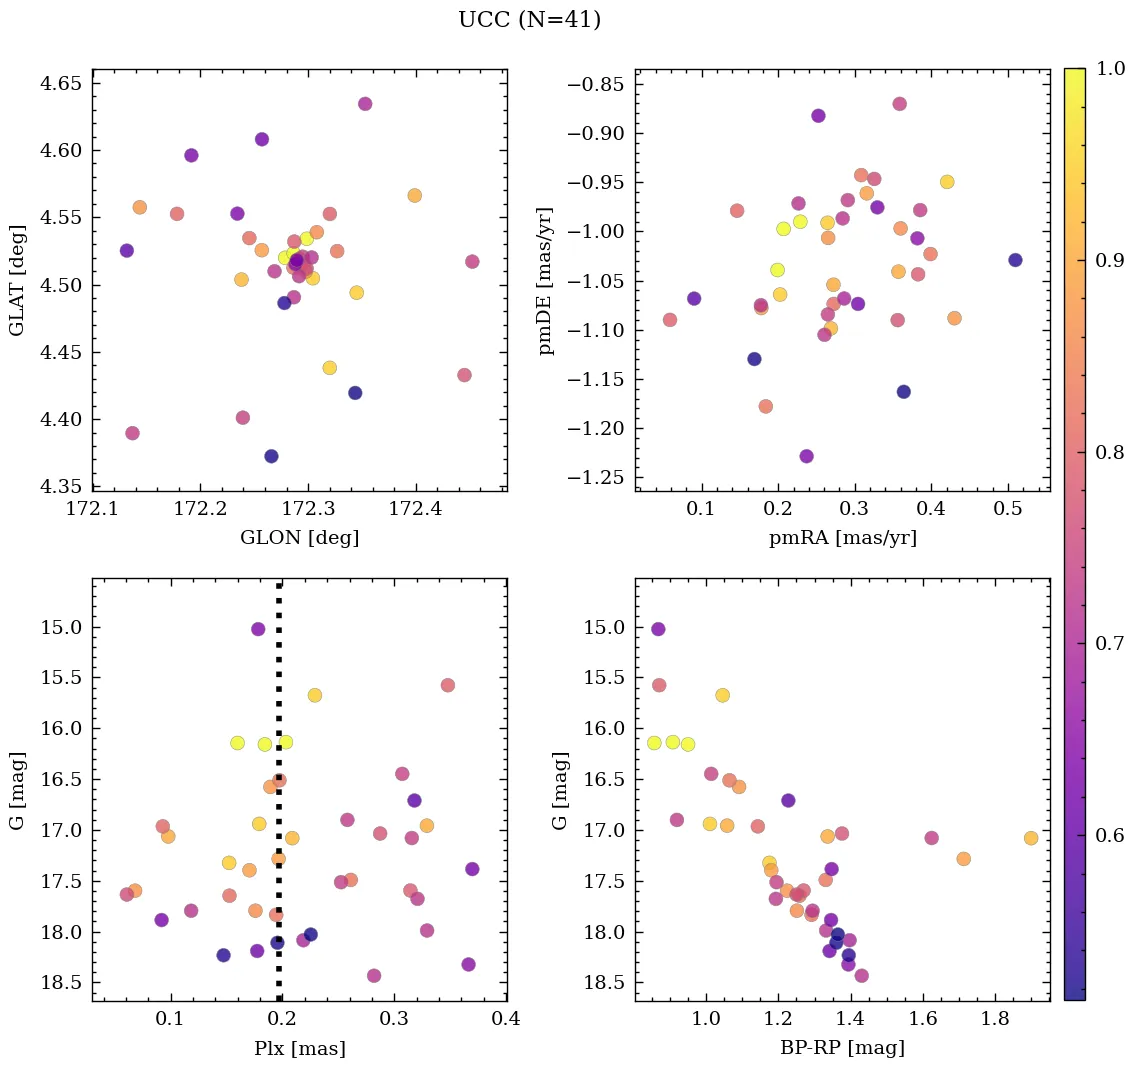 UCC (N=41)
4.65
4.60
4.55
4.50
4.45
4.40
4.35
GLAT [deg]
172.1 172.2 172.3 172.4
GLON [deg]
−0.85
−0.90
−0.95
−1.00
−1.05
−1.10
−1.15
−1.20
−1.25
pmDE [mas/yr]
0.1 0.2 0.3 0.4 0.5
pmRA [mas/yr]
1.0
0.9
0.8
0.7
0.6
15.0
15.5
16.0
16.5
17.0
17.5
18.0
18.5
G [mag]
0.1 0.2 0.3 0.4
Plx [mas]
15.0
15.5
16.0
16.5
17.0
17.5
18.0
18.5
G [mag]
1.0 1.2 1.4 1.6 1.8
BP-RP [mag]